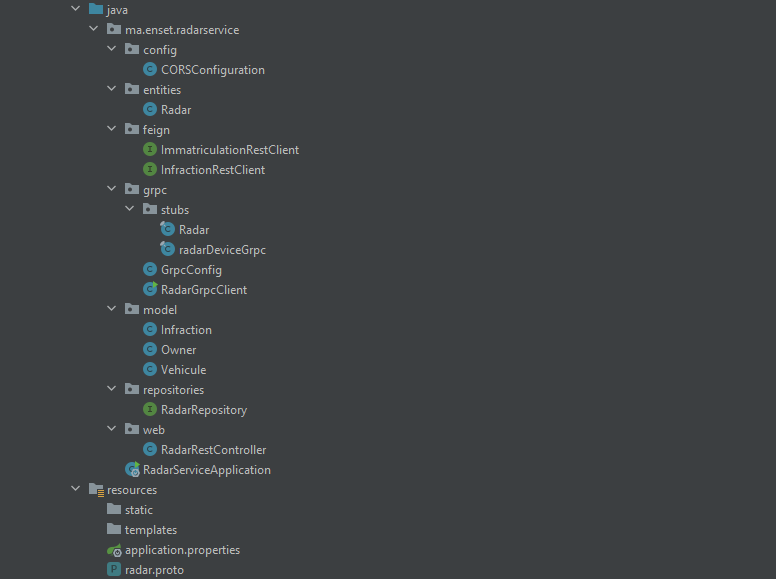 java
ma.enset.radarservice
config
CORSConfiguration
entities
Radar
feign
ImmatriculationRestClient
InfractionRestClient
grpc
stubs
Radar
radarDeviceGrpc
GrpcConfig
RadarGrpcClient
model
Infraction
Owner
Vehicule
repositories
RadarRepository
web
RadarRestController
RadarServiceApplication
resources
static
templates
application.properties
radar.proto